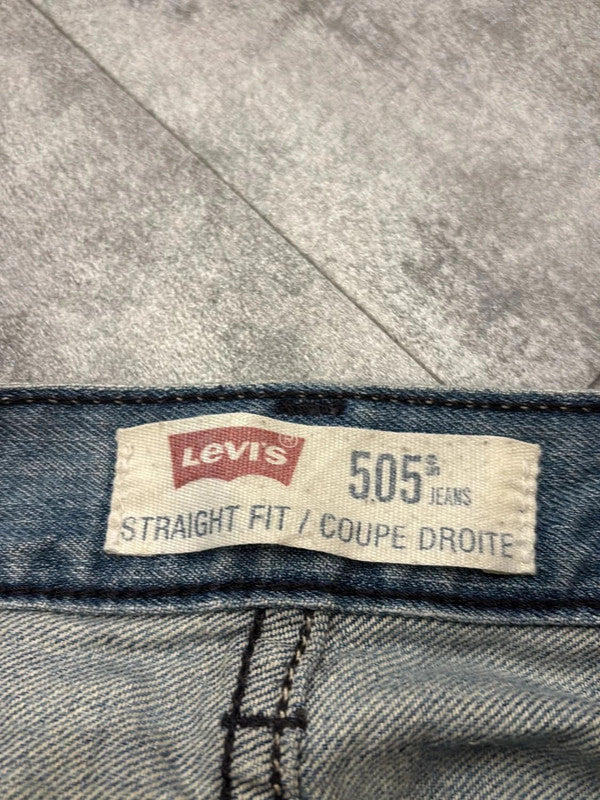 LEVI'S®
505 JEANS
STRAIGHT FIT / COUPE DROITE